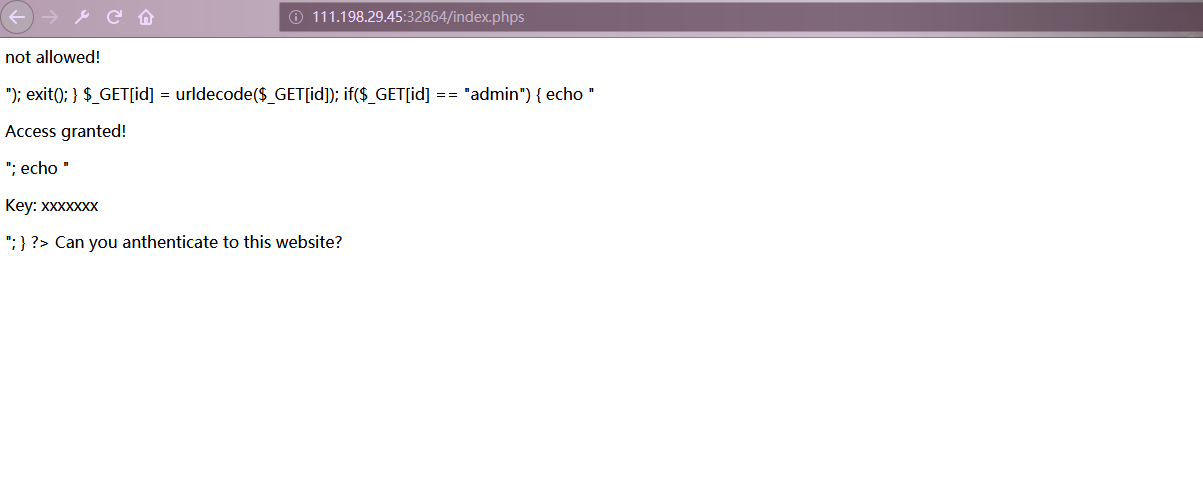 111.198.29.45:32864/index.phps
not allowed!
"); exit(); } $_GET[id] = urldecode($_GET[id]); if($_GET[id] == "admin") { echo "
Access granted!
"; echo "
Key: xxxxxxx
"; } ?> Can you anthenticate to this website?